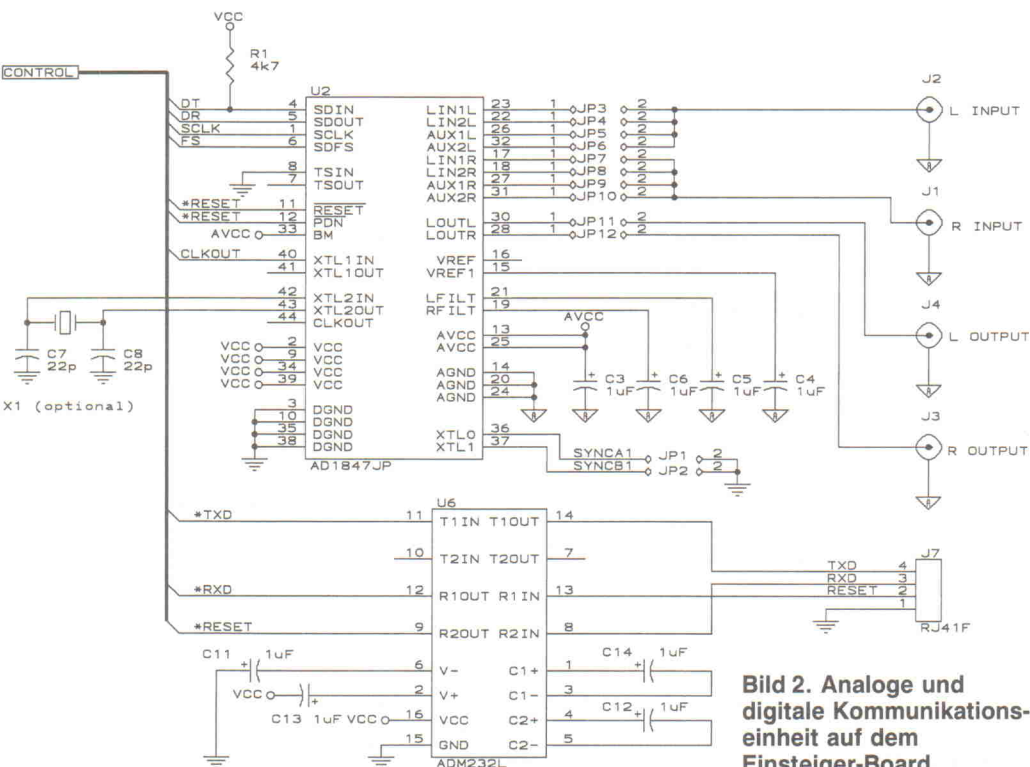 VCC
R1
4k7
CONTROL
DT
DR
SCLK
FS
*RESET
*RESET
AVCC
CLKOUT
U2
4 SDIN LIN1L 23 1 JP3 2
5 SDOUT LIN2L 22 1 JP4 2
1 SCLK AUX1L 26 1 JP5 2
6 SDFS AUX2L 32 1 JP6 2
LIN1R 17 1 JP7 2
8 TSIN LIN2R 18 1 JP8 2
7 TSOUT AUX1R 27 1 JP9 2
AUX2R 31 1 JP10 2
11 RESET
12 PDN LOUTL 30 1 JP11 2
33 BM LOUTR 28 1 JP12 2
40 XTL1IN VREF 16
41 XTL1OUT VREF1 15
42 XTL2IN LFILT 21
43 XTL2OUT RFILT 19
44 CLKOUT
AVCC 13
VCC 2 VCC AVCC 25
VCC 9 VCC
VCC 34 VCC AGND 14
VCC 39 VCC AGND 20
AGND 24
3 DGND
10 DGND
35 DGND XTL0 36 SYNCA1 JP1 2
38 DGND XTL1 37 SYNCB1 JP2 2
AD1847JP
C7
22p
C8
22p
X1 (optional)
AVCC
C3
1uF
C6
1uF
C5
1uF
C4
1uF
J2
L INPUT
A
J1
R INPUT
A
J4
L OUTPUT
A
J3
R OUTPUT
A
A A A A A
U6
*TXD 11 T1IN T1OUT 14
10 T2IN T2OUT 7
*RXD 12 R1OUT R1IN 13
*RESET 9 R2OUT R2IN 8
C11 1uF 6 V- C1+ 1 C14 1uF
VCC C13 1uF 2 V+ C1- 3
VCC 16 VCC C2+ 4 C12 1uF
15 GND C2- 5
ADM232L
J7
TXD 4
RXD 3
RESET 2
1
RJ41F
Bild 2. Analoge und
digitale Kommunikations-
einheit auf dem
Einsteiger-Board